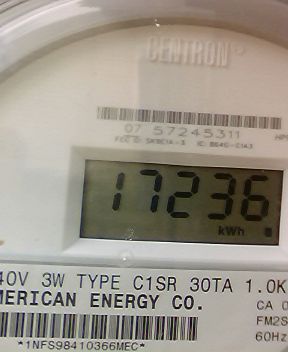 CENTRON
07 57245311
17236
kWh
40V 3W TYPE C1SR 30TA 1.0K
MERICAN ENERGY CO.
CA 0
FM2S
60Hz
*1NFS98410366MEC*